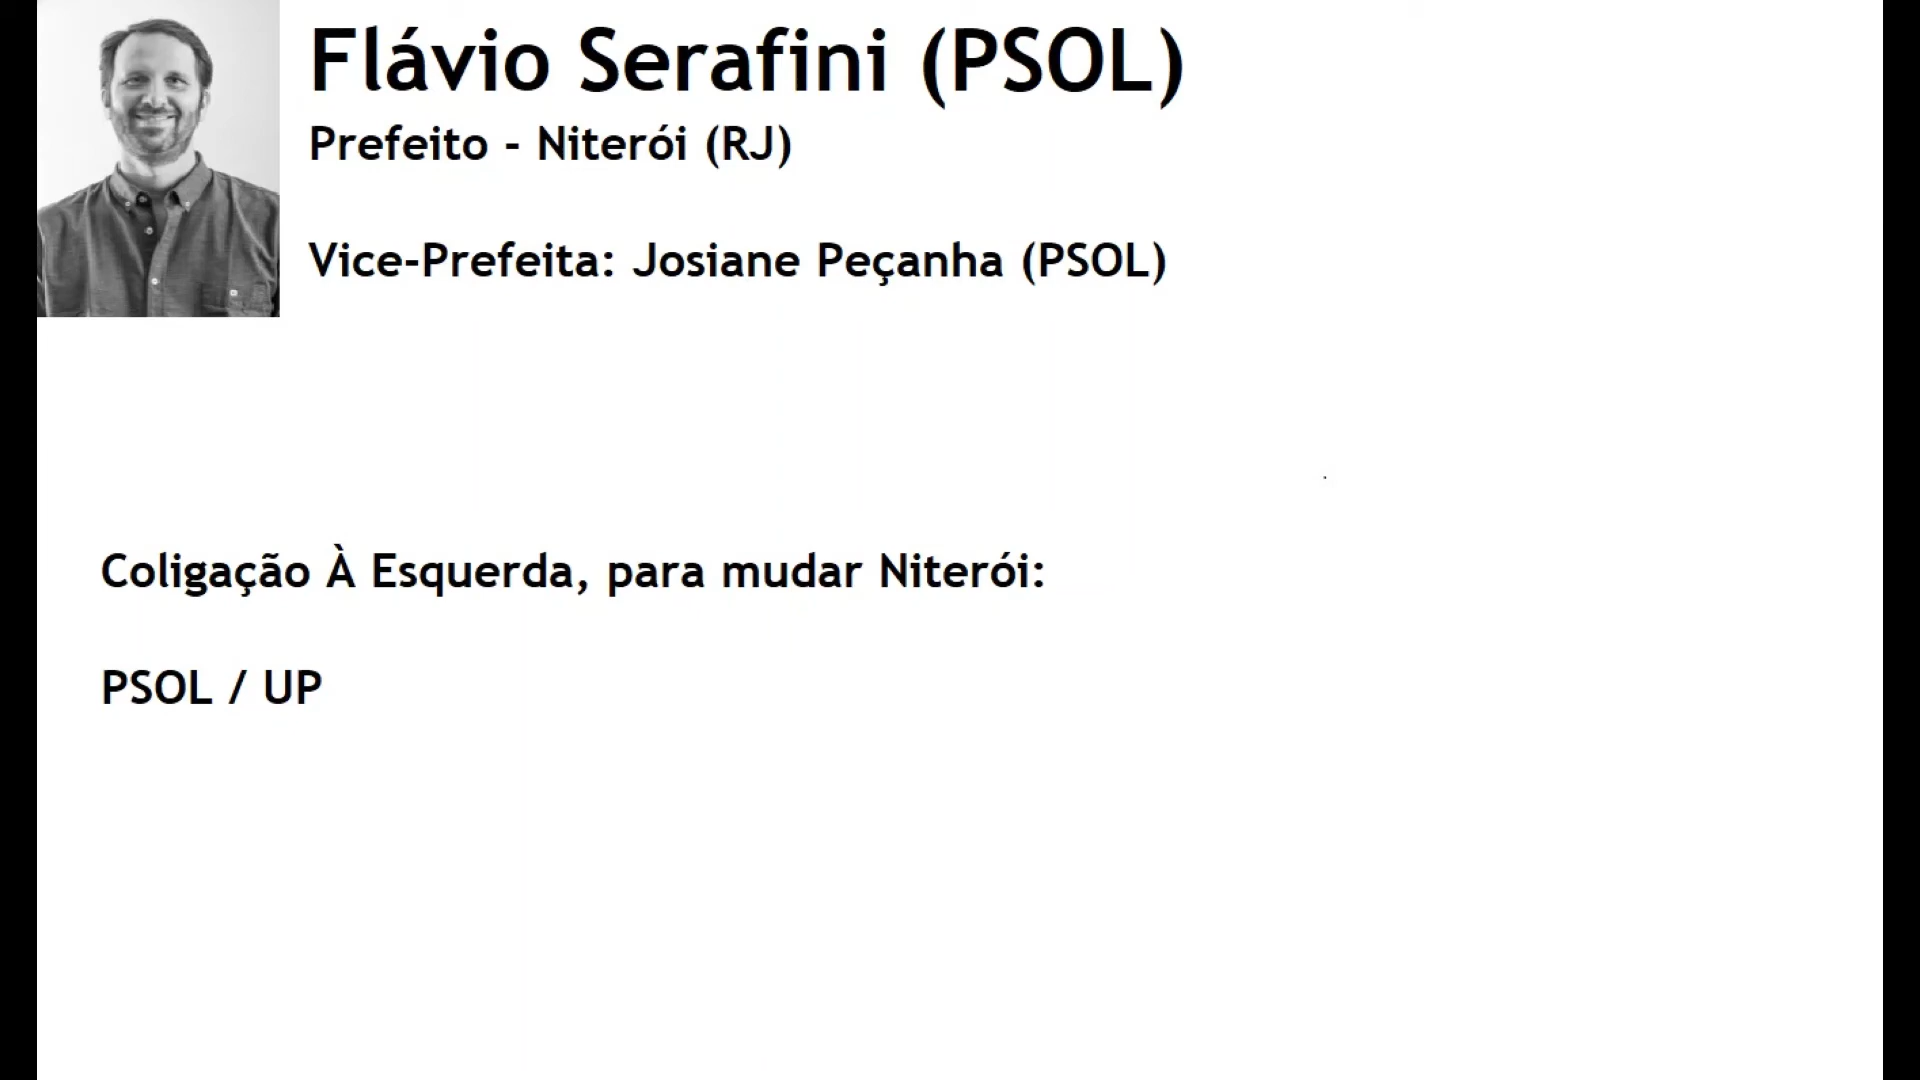 Flávio Serafini (PSOL)
Prefeito - Niterói (RJ)
Vice-Prefeita: Josiane Peçanha (PSOL)
Coligação À Esquerda, para mudar Niterói:
PSOL / UP